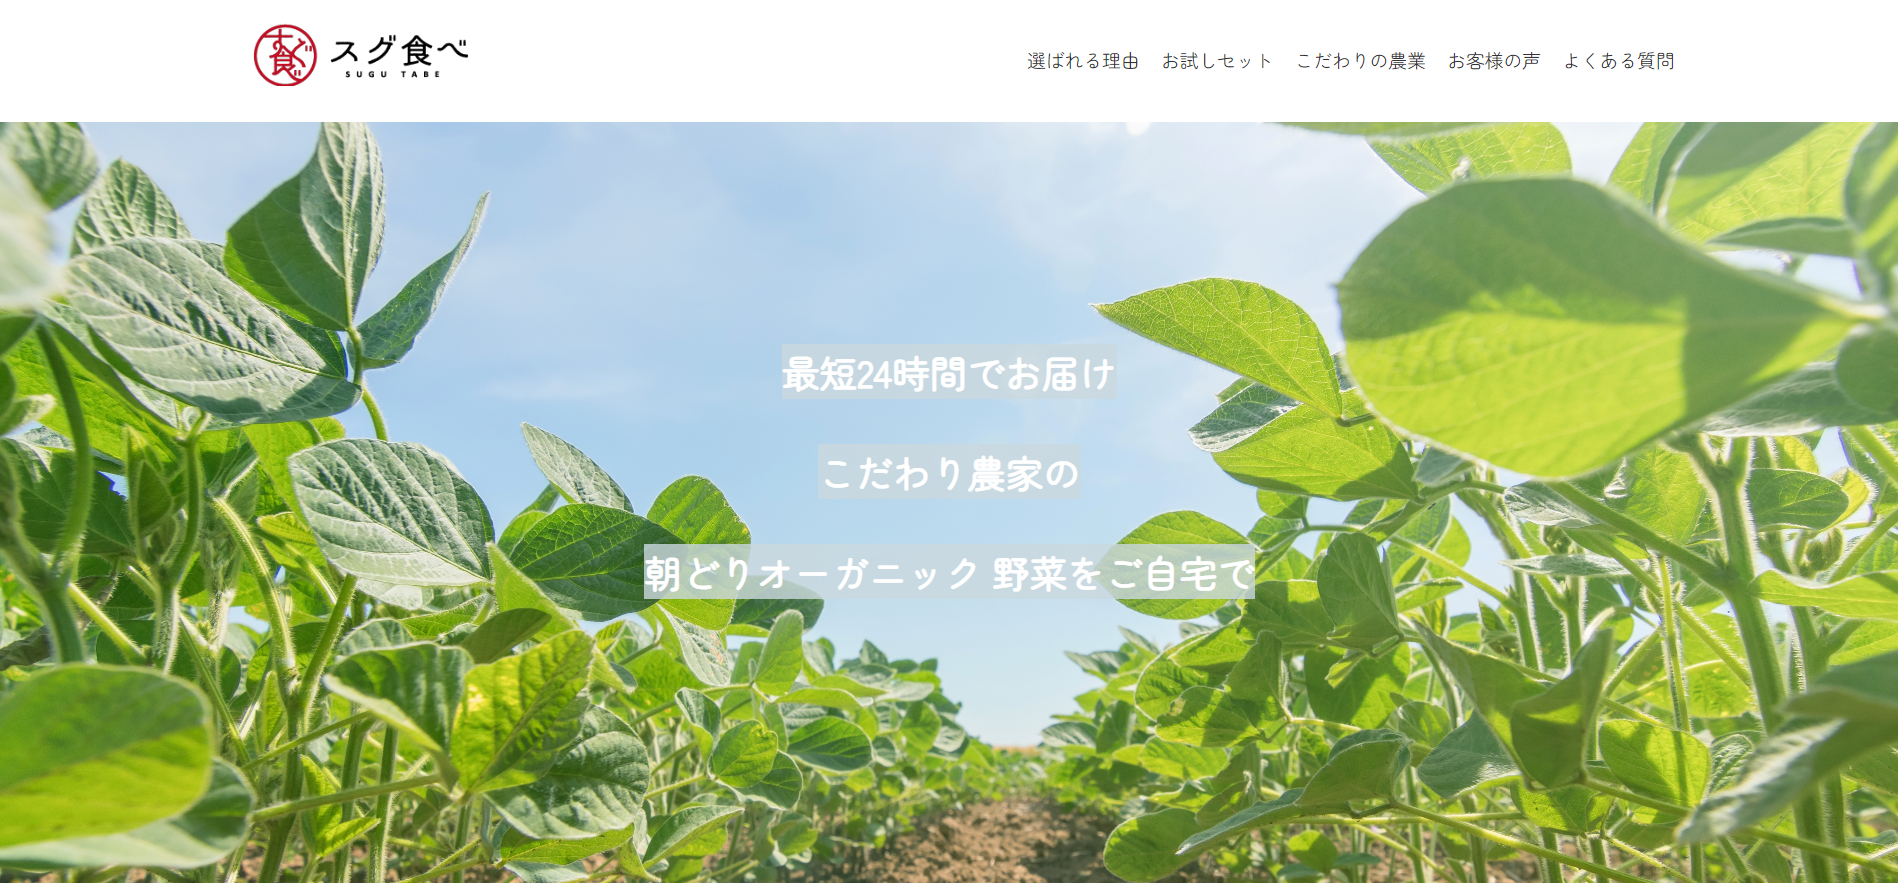 すぐ食べ
スグ食べ
SUGU TABE
選ばれる理由 お試しセット こだわりの農業 お客様の声 よくある質問
最短24時間でお届け
こだわり農家の
朝どりオーガニック 野菜をご自宅で